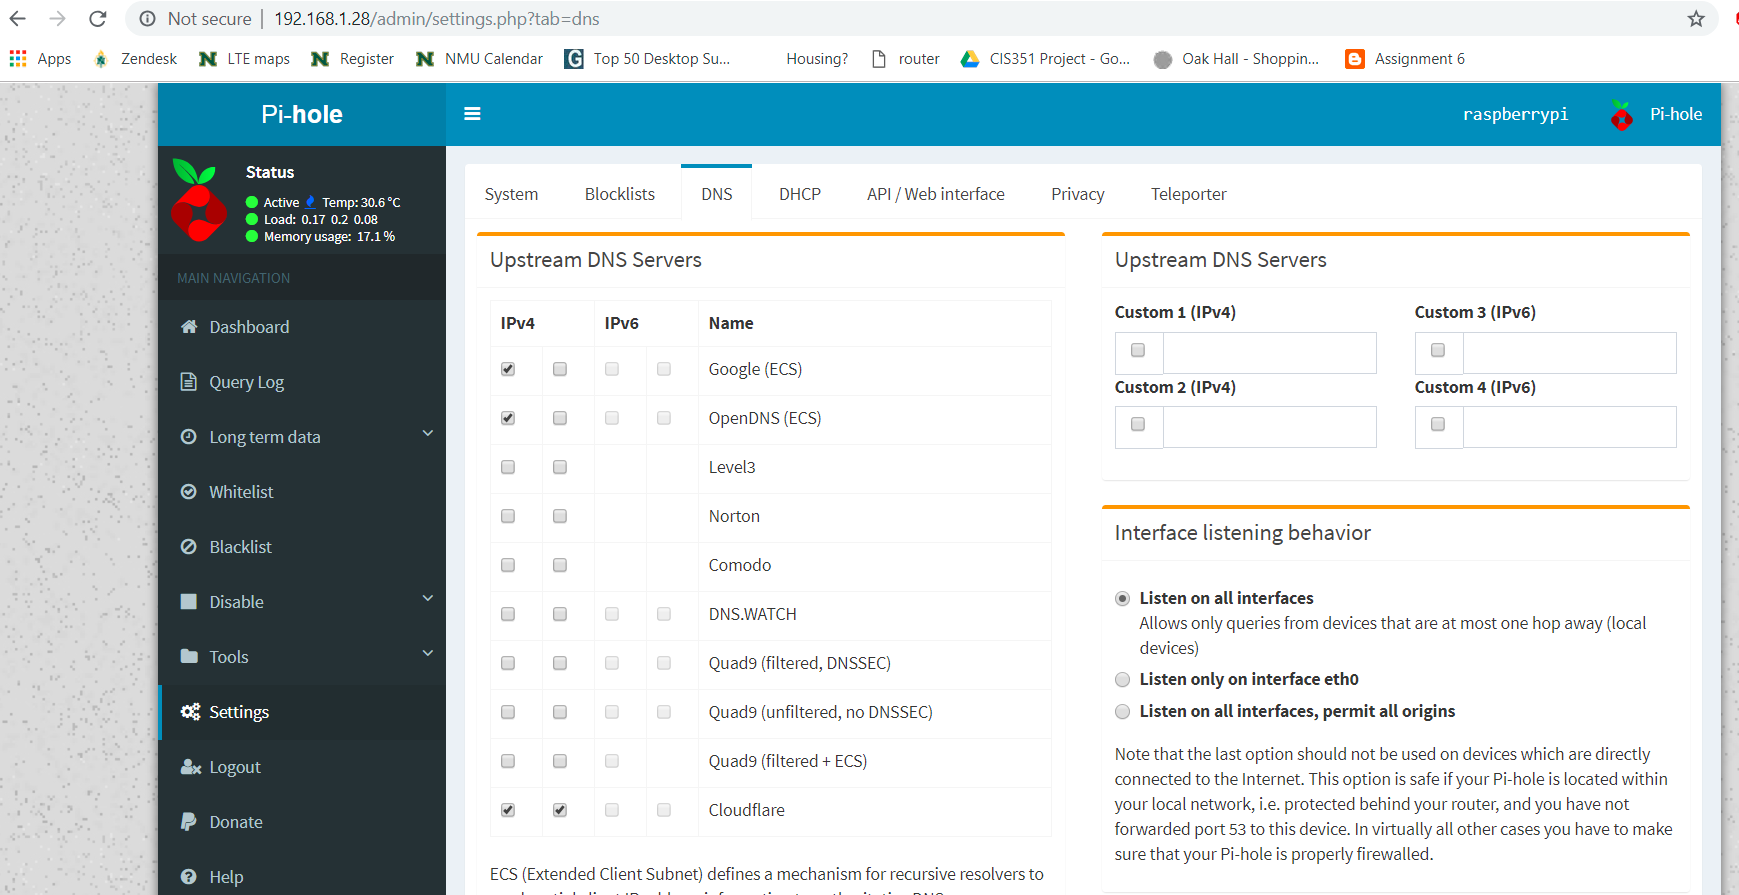 Not secure | 192.168.1.28/admin/settings.php?tab=dns
Apps Zendesk LTE maps Register NMU Calendar Top 50 Desktop Su... Housing? router CIS351 Project - Go... Oak Hall - Shoppin... Assignment 6
Pi-hole
raspberrypi Pi-hole
Status
Active Temp: 30.6 °C
Load: 0.17 0.2 0.08
Memory usage: 17.1 %
MAIN NAVIGATION
Dashboard
Query Log
Long term data
Whitelist
Blacklist
Disable
Tools
Settings
Logout
Donate
Help
System Blocklists DNS DHCP API / Web interface Privacy Teleporter
Upstream DNS Servers
IPv4 IPv6 Name
Google (ECS)
OpenDNS (ECS)
Level3
Norton
Comodo
DNS.WATCH
Quad9 (filtered, DNSSEC)
Quad9 (unfiltered, no DNSSEC)
Quad9 (filtered + ECS)
Cloudflare
ECS (Extended Client Subnet) defines a mechanism for recursive resolvers to
Upstream DNS Servers
Custom 1 (IPv4) Custom 3 (IPv6)
Custom 2 (IPv4) Custom 4 (IPv6)
Interface listening behavior
Listen on all interfaces
Allows only queries from devices that are at most one hop away (local
devices)
Listen only on interface eth0
Listen on all interfaces, permit all origins
Note that the last option should not be used on devices which are directly
connected to the Internet. This option is safe if your Pi-hole is located within
your local network, i.e. protected behind your router, and you have not
forwarded port 53 to this device. In virtually all other cases you have to make
sure that your Pi-hole is properly firewalled.